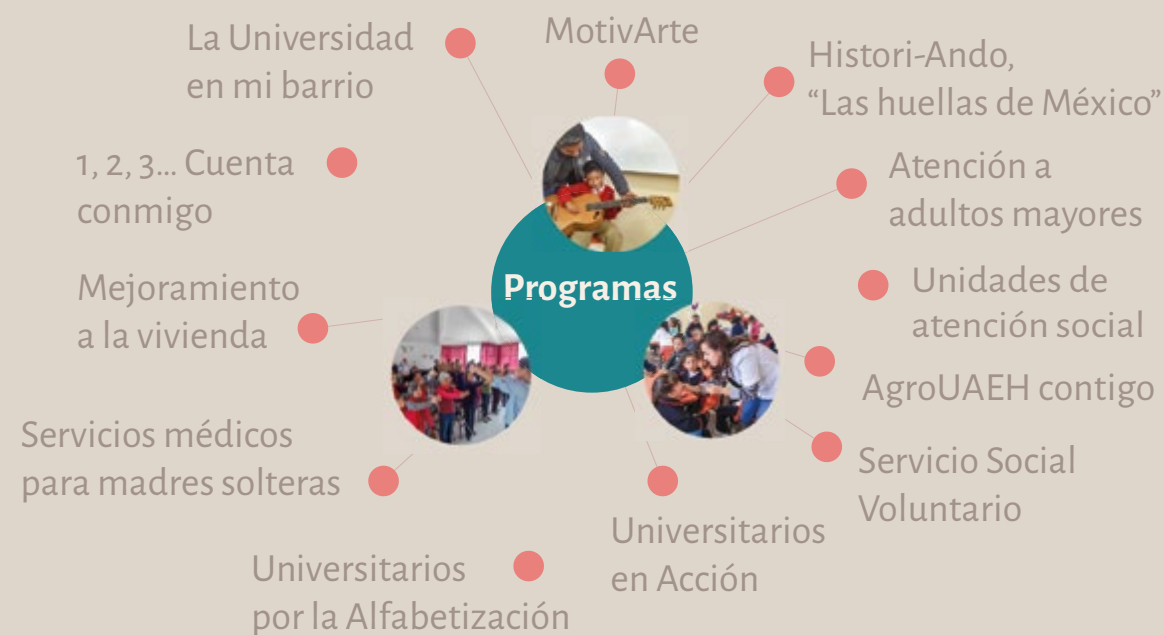 La Universidad
en mi barrio
MotivArte
Histori-Ando,
“Las huellas de México”
1, 2, 3... Cuenta
conmigo
Atención a
adultos mayores
Mejoramiento
a la vivienda
Programas
Unidades de
atención social
AgroUAEH contigo
Servicios médicos
para madres solteras
Servicio Social
Voluntario
Universitarios
en Acción
Universitarios
por la Alfabetización